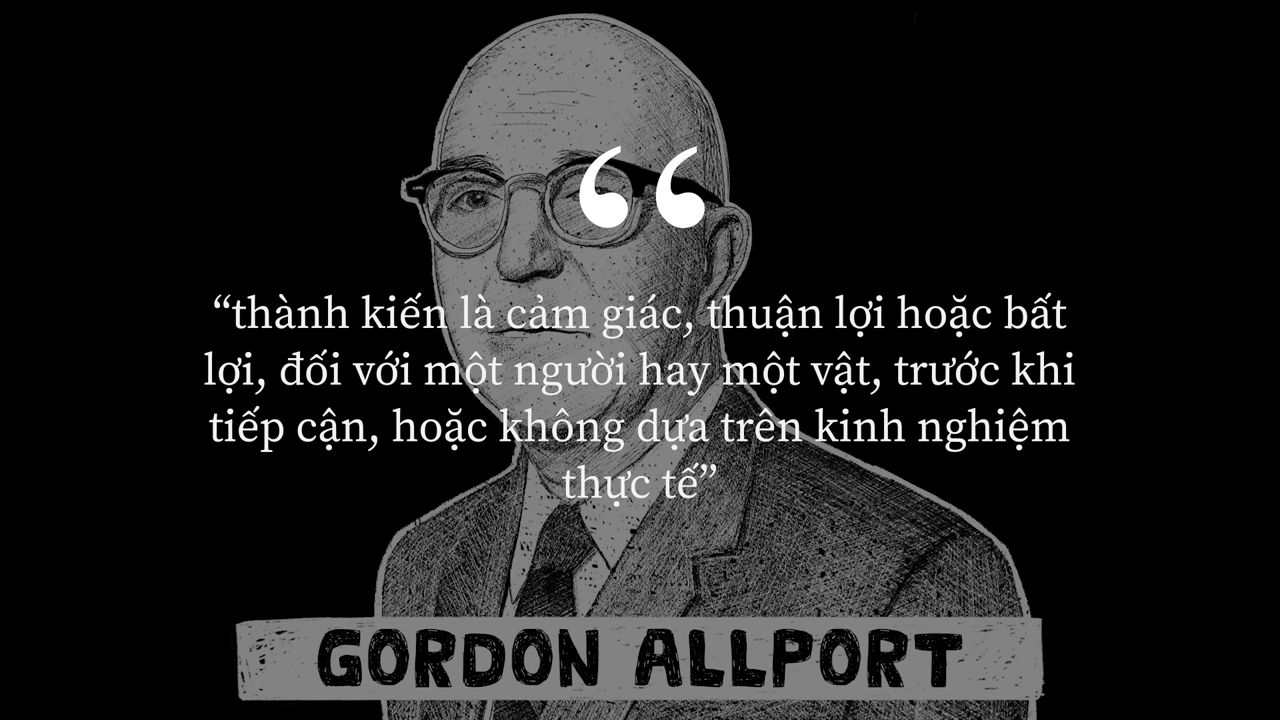 “
“thành kiến là cảm giác, thuận lợi hoặc bất
lợi, đối với một người hay một vật, trước khi
tiếp cận, hoặc không dựa trên kinh nghiệm
thực tế”
GORDON ALLPORT